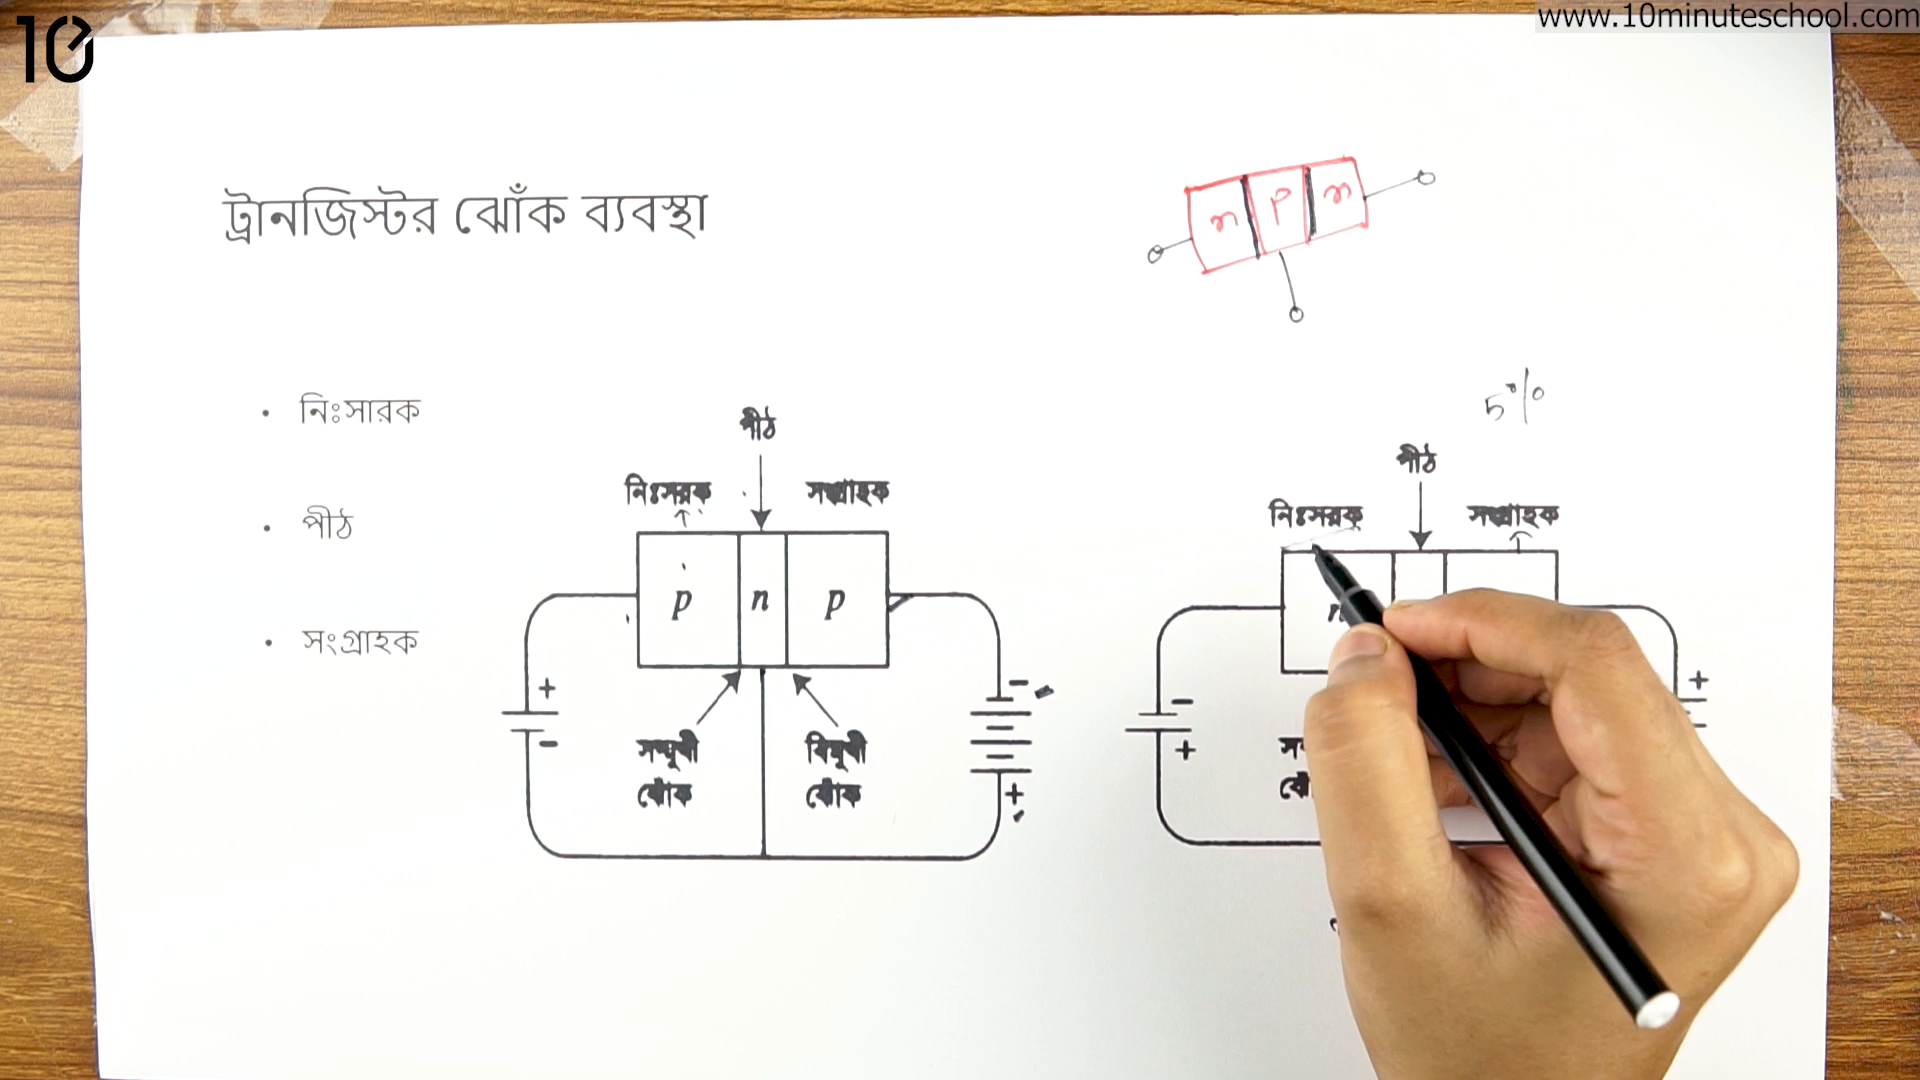 10
www.10minuteschool.com
ট্রানজিস্টর ঝোঁক ব্যবস্থা
n p n
• নিঃসারক
• পীঠ
• সংগ্রাহক
5%
পীঠ
নিঃসরক সংগ্রাহক
p n p
+
-
-
+
সম্মুখী ঝোঁক
বিমুখী ঝোঁক
পীঠ
নিঃসরক সংগ্রাহক
n
-
+
+